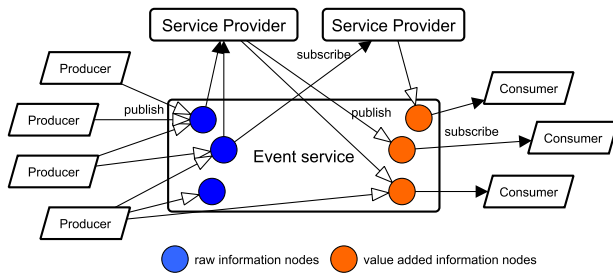 Service Provider
Service Provider
subscribe
Producer
Consumer
publish
publish
Producer
subscribe
Consumer
Event service
Producer
Consumer
Producer
raw information nodes
value added information nodes